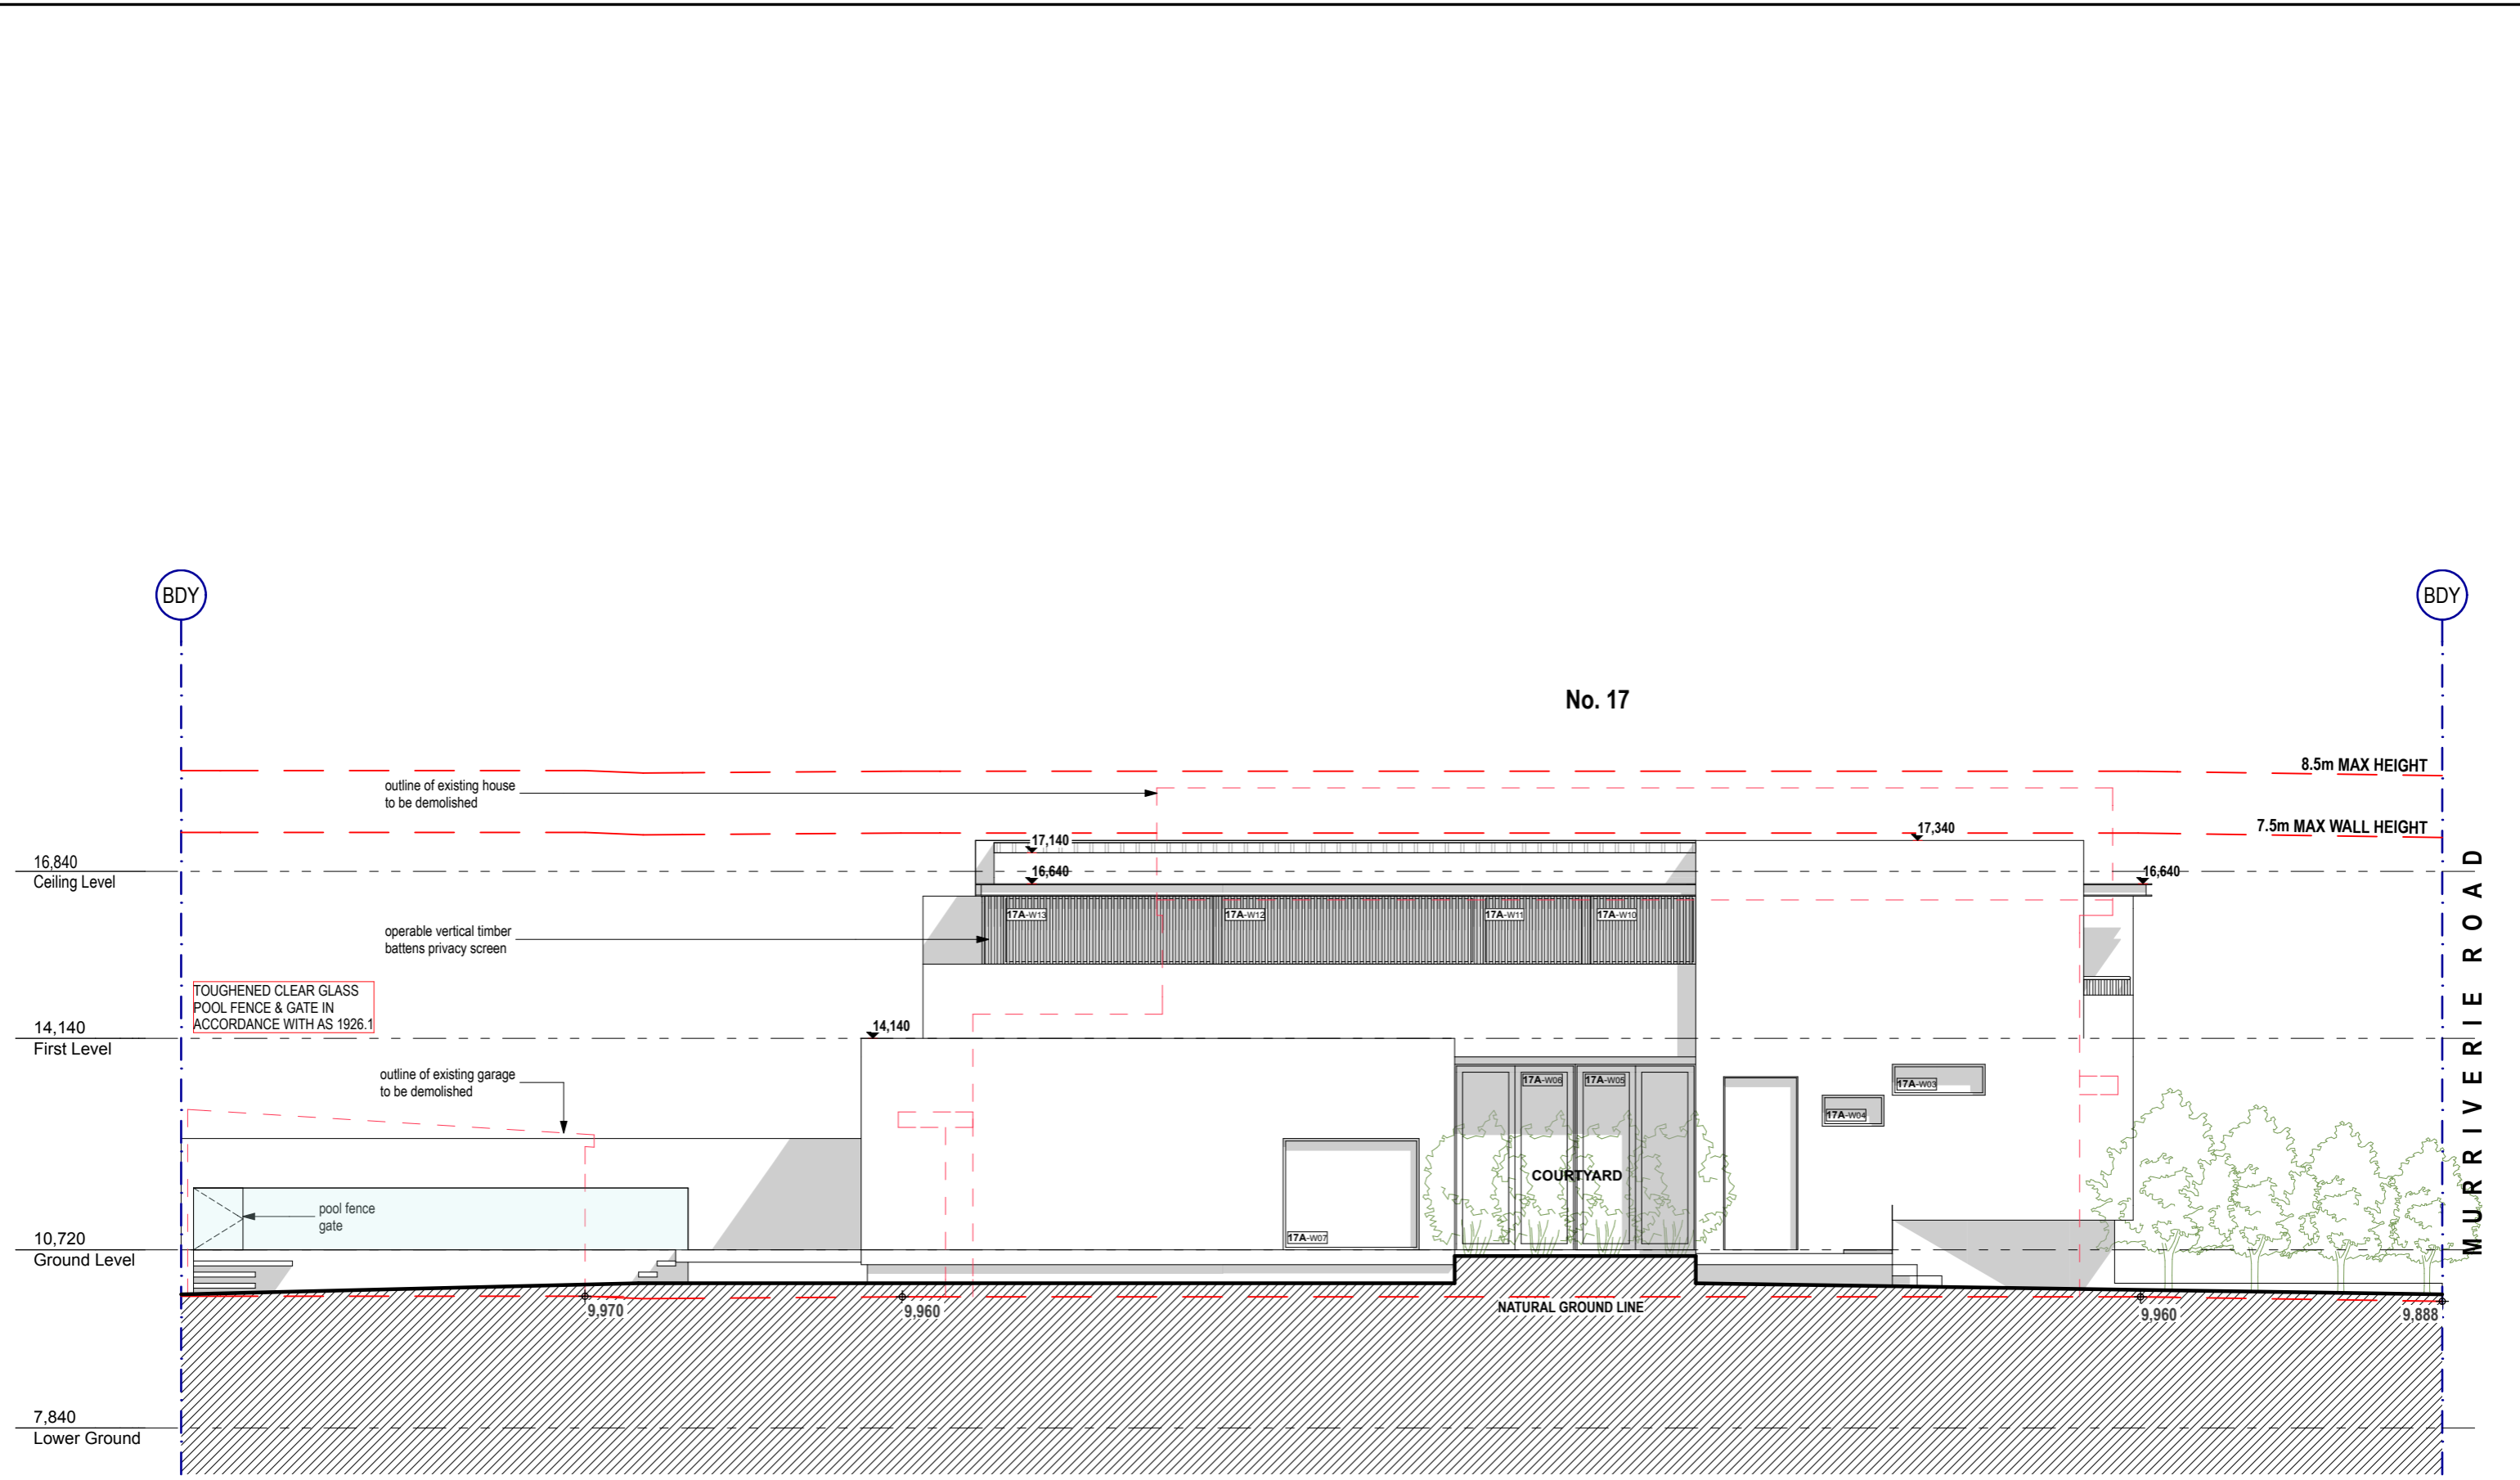 BDY
BDY
No. 17
8.5m MAX HEIGHT
outline of existing house
to be demolished
7.5m MAX WALL HEIGHT
17,140
17,340
16,840
Ceiling Level
16,640
16,640
17A-W13
17A-W12
17A-W11
17A-W10
operable vertical timber
battens privacy screen
TOUGHENED CLEAR GLASS
POOL FENCE & GATE IN
ACCORDANCE WITH AS 1926.1
14,140
First Level
14,140
outline of existing garage
to be demolished
17A-W06
17A-W05
17A-W03
17A-W04
COURTYARD
pool fence
gate
17A-W07
10,720
Ground Level
MURRIVERIE ROAD
9,970
9,960
NATURAL GROUND LINE
9,960
9,888
7,840
Lower Ground